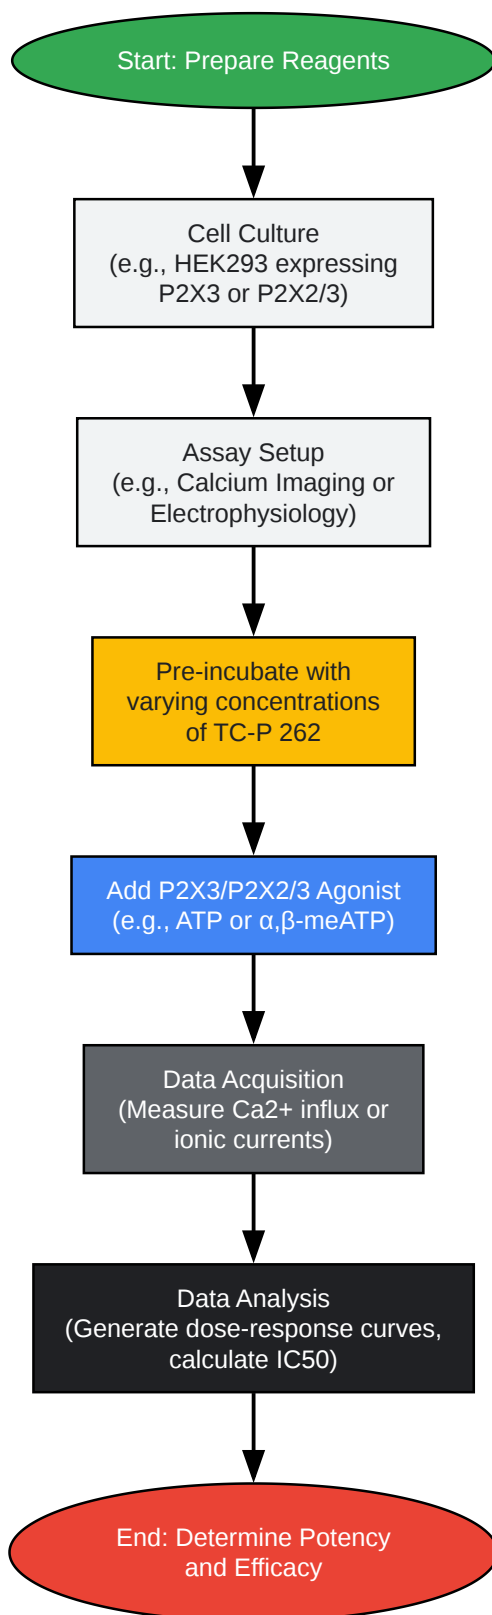 Start: Prepare Reagents
Cell Culture
(e.g., HEK293 expressing
P2X3 or P2X2/3)
Assay Setup
(e.g., Calcium Imaging or
Electrophysiology)
Pre-incubate with
varying concentrations
of TC-P 262
Add P2X3/P2X2/3 Agonist
(e.g., ATP or α,β-meATP)
Data Acquisition
(Measure Ca2+ influx or
ionic currents)
Data Analysis
(Generate dose-response curves,
calculate IC50)
End: Determine Potency
and Efficacy